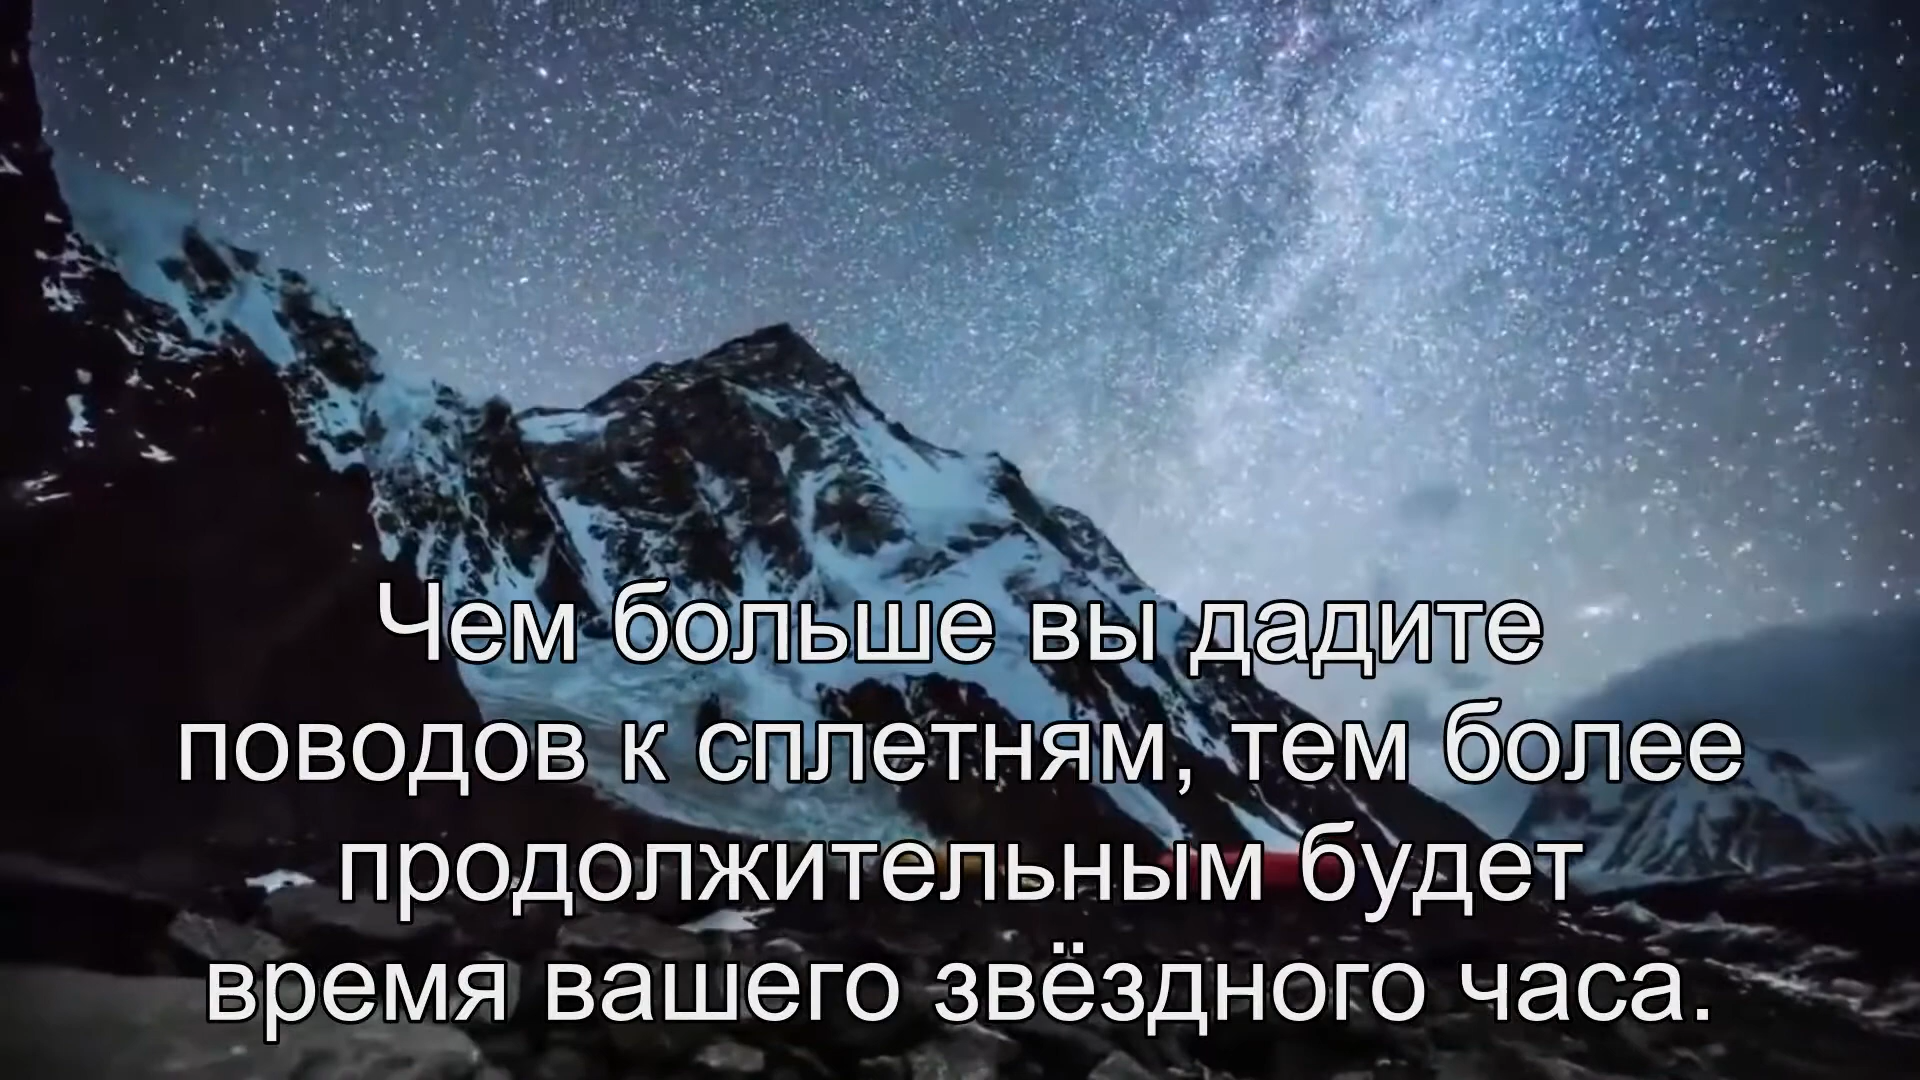 Чем больше вы дадите
поводов к сплетням, тем более
продолжительным будет
время вашего звёздного часа.